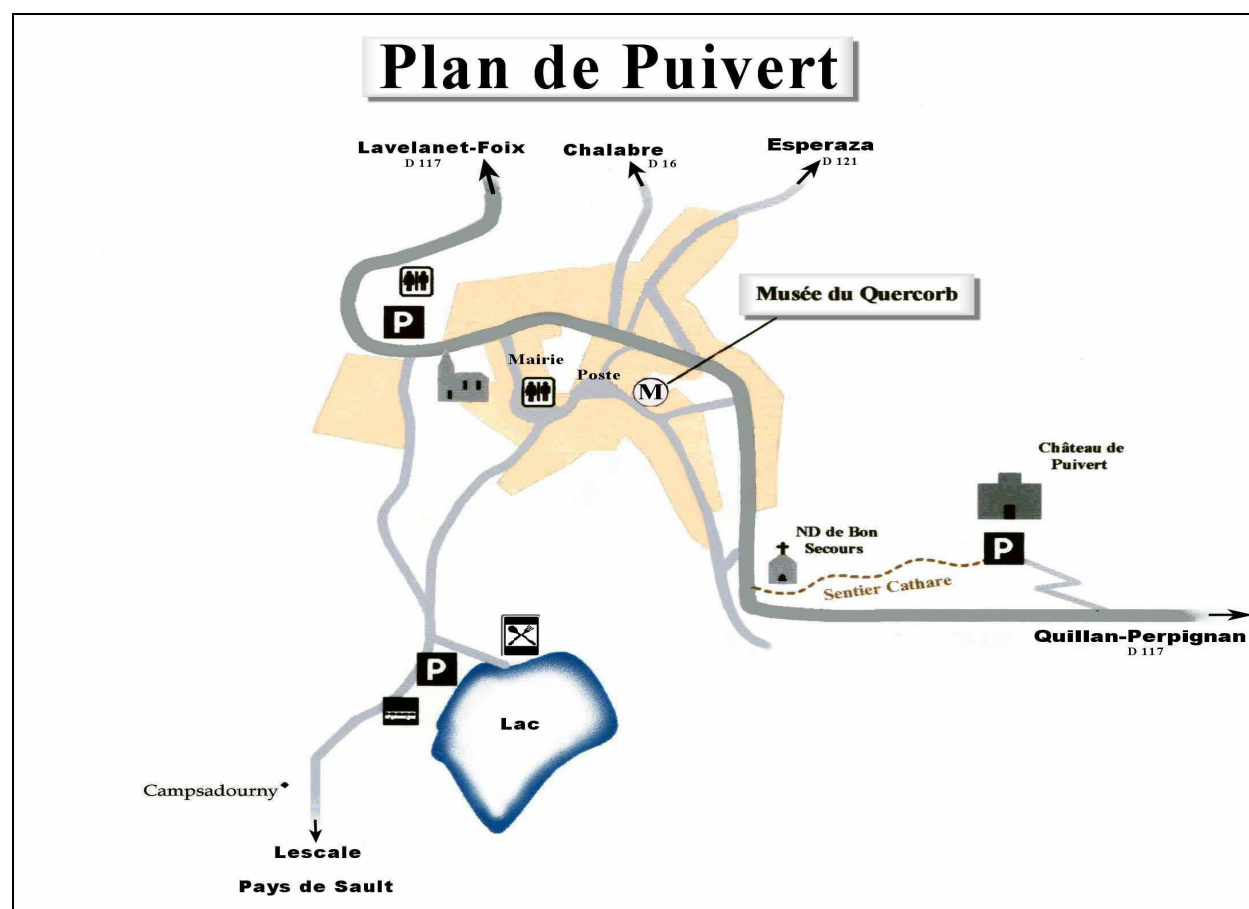 Plan de Puivert
Lavelanet-Foix
D 117
Chalabre
D 16
Esperaza
D 121
Musée du Quercorb
P
Mairie
Poste
M
Château de
Puivert
P
ND de Bon
Secours
Sentier Cathare
Quillan-Perpignan
D 117
P
Lac
Campsadourny
Lescale
Pays de Sault